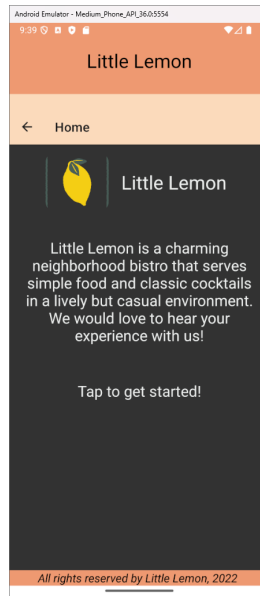 Android Emulator - Medium_Phone_API_36.0:5554
9:39
Little Lemon
Home
Little Lemon
Little Lemon is a charming
neighborhood bistro that serves
simple food and classic cocktails
in a lively but casual environment.
We would love to hear your
experience with us!
Tap to get started!
All rights reserved by Little Lemon, 2022